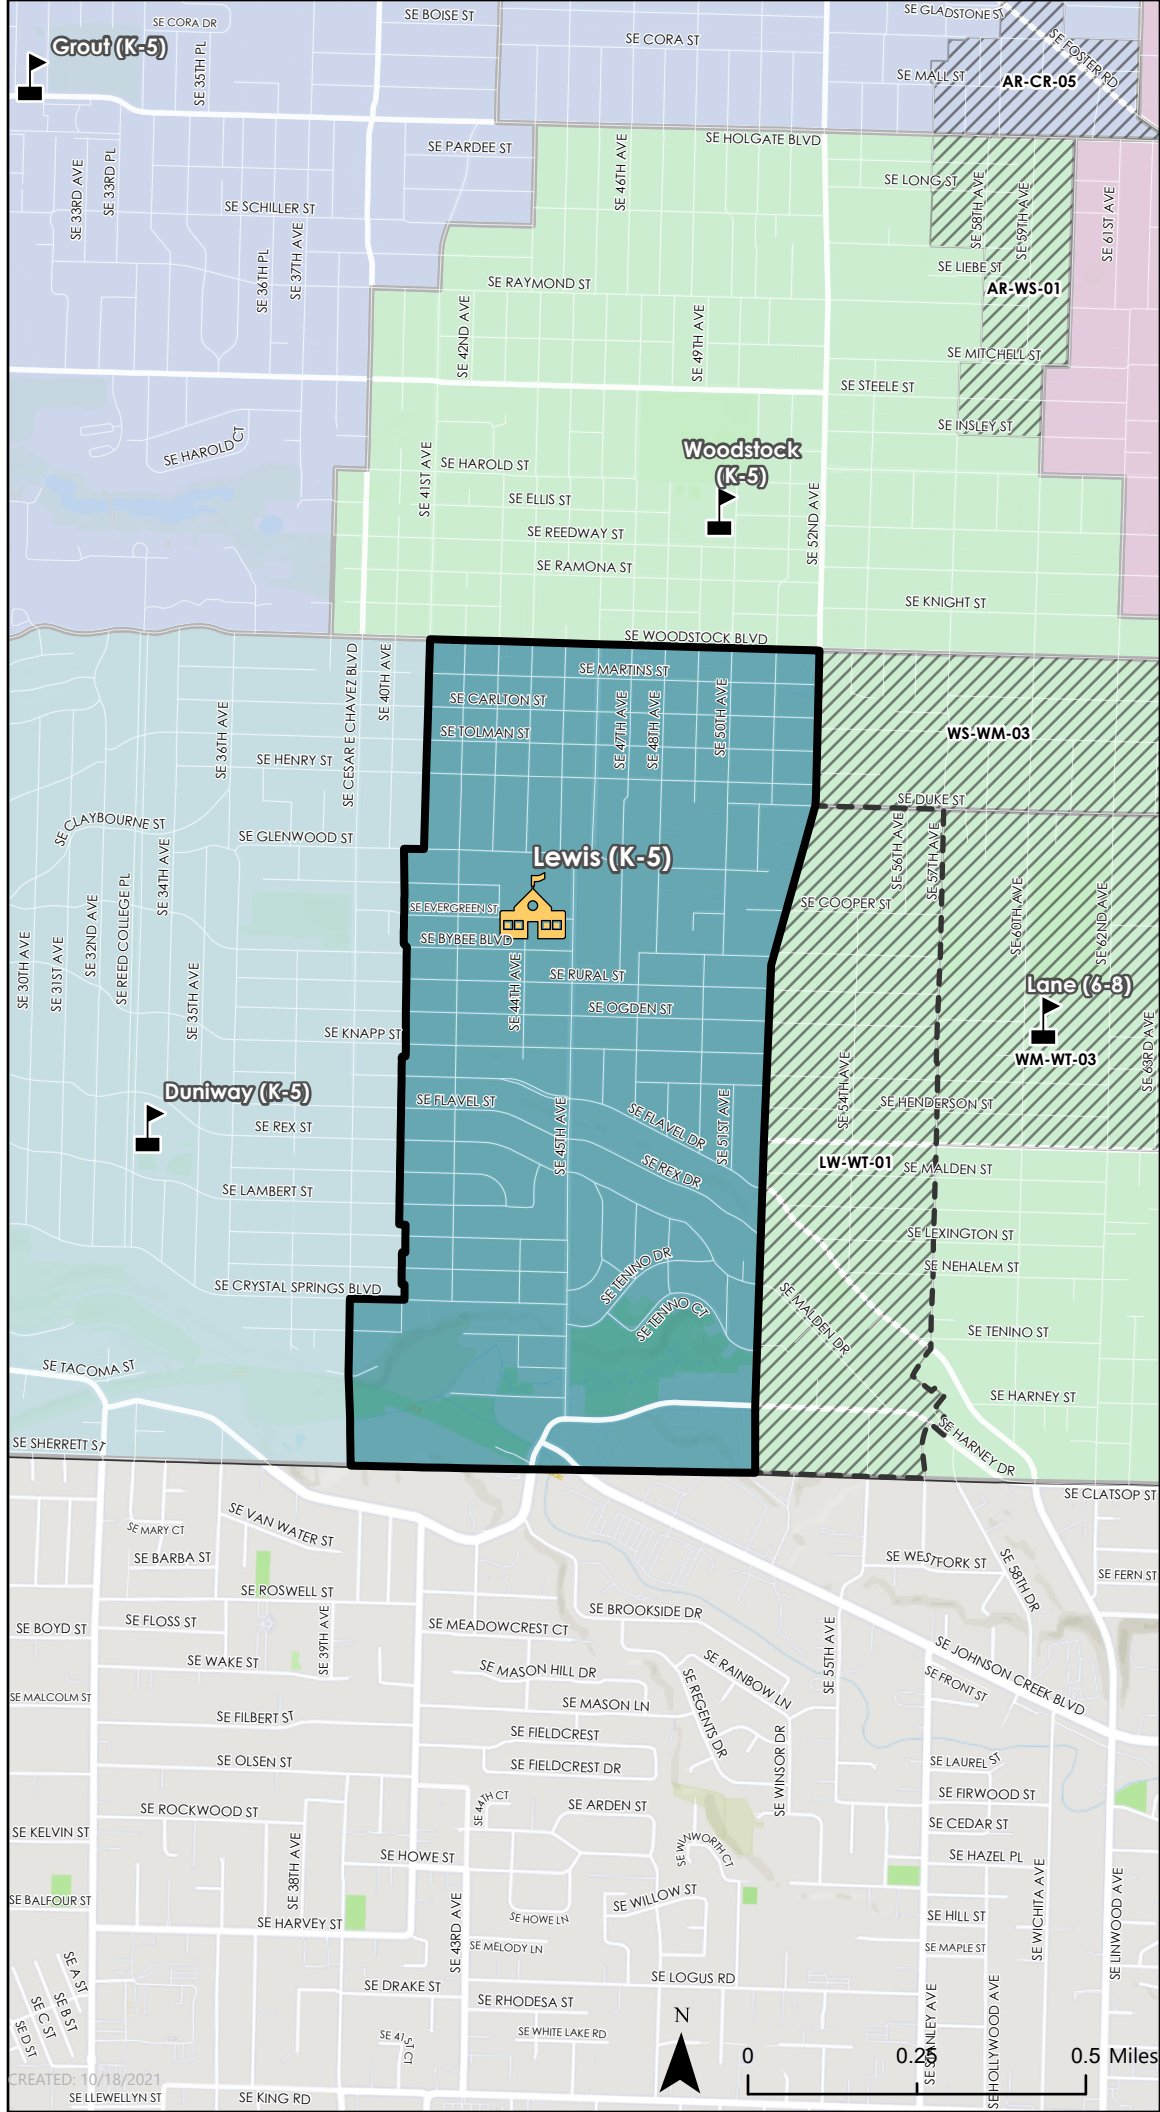 SE BOISE ST
SE GLADSTONE ST
SE CORA DR
SE CORA ST
SE FOSTER RD
Grout (K-5)
SE 35TH PL
SE MALL ST
AR-CR-05
SE PARDEE ST
SE HOLGATE BLVD
SE 33RD AVE
SE 33RD PL
SE 46TH AVE
SE LONG ST
SE 58TH AVE
SE 59TH AVE
SE 61ST AVE
SE SCHILLER ST
SE 36TH PL
SE 37TH AVE
SE LIEBE ST
SE RAYMOND ST
AR-WS-01
SE 42ND AVE
SE 49TH AVE
SE MITCHELL ST
SE STEELE ST
SE INSLEY ST
SE HAROLD CT
Woodstock
(K-5)
SE 41ST AVE
SE HAROLD ST
SE ELLIS ST
SE 52ND AVE
SE REEDWAY ST
SE RAMONA ST
SE KNIGHT ST
SE WOODSTOCK BLVD
SE 40TH AVE
SE CESAR E CHAVEZ BLVD
SE MARTINS ST
SE CARLTON ST
SE 47TH AVE
SE 48TH AVE
SE 50TH AVE
SE TOLMAN ST
WS-WM-03
SE 36TH AVE
SE HENRY ST
SE DUKE ST
SE CLAYBOURNE ST
SE GLENWOOD ST
SE 56TH AVE
SE 57TH AVE
Lewis (K-5)
SE 34TH AVE
SE EVERGREEN ST
SE COOPER ST
SE 60TH AVE
SE 62ND AVE
SE 30TH AVE
SE 31ST AVE
SE 32ND AVE
SE REED COLLEGE PL
SE BYBEE BLVD
SE 35TH AVE
SE 44TH AVE
SE RURAL ST
Lane (6-8)
SE OGDEN ST
SE KNAPP ST
WM-WT-03
SE 63RD AVE
Duniway (K-5)
SE 54TH AVE
SE FLAVEL ST
SE HENDERSON ST
SE REX ST
SE 45TH AVE
SE FLAVEL DR
SE 51ST AVE
SE REX DR
LW-WT-01
SE MALDEN ST
SE LAMBERT ST
SE LEXINGTON ST
SE NEHALEM ST
SE TENINO DR
SE CRYSTAL SPRINGS BLVD
SE TENINO CT
SE MALDEN DR
SE TENINO ST
SE TACOMA ST
SE HARNEY ST
SE HARNEY DR
SE SHERRETT ST
SE CLATSOP ST
SE MARY CT
SE VAN WATER ST
SE BARBA ST
SE WESTFORK ST
SE 58TH DR
SE FERN ST
SE ROSWELL ST
SE BROOKSIDE DR
SE BOYD ST
SE FLOSS ST
SE 39TH AVE
SE MEADOWCREST CT
SE 55TH AVE
SE WAKE ST
SE MASON HILL DR
SE RAINBOW LN
SE JOHNSON CREEK BLVD
SE FRONT ST
SE MALCOLM ST
SE MASON LN
SE REGENTS DR
SE FILBERT ST
SE FIELDCREST
SE WINSOR DR
SE OLSEN ST
SE FIELDCREST DR
SE LAUREL ST
SE FIRWOOD ST
SE ROCKWOOD ST
SE 44TH CT
SE ARDEN ST
SE CEDAR ST
SE KELVIN ST
SE WINWORTH CT
SE 38TH AVE
SE HOWE ST
SE HAZEL PL
SE BALFOUR ST
SE WILLOW ST
SE WICHITA AVE
SE LINWOOD AVE
SE HARVEY ST
SE HOWE LN
SE HILL ST
SE 43RD AVE
SE MELODY LN
SE MAPLE ST
SE A ST
SE B ST
SE C ST
SE D ST
SE DRAKE ST
SE LOGUS RD
SE RHODESA ST
SE STANLEY AVE
SE HOLLYWOOD AVE
SE 41ST CT
SE WHITE LAKE RD
N
0
0.25
0.5 Miles
CREATED: 10/18/2021
SE LLEWELLYN ST
SE KING RD